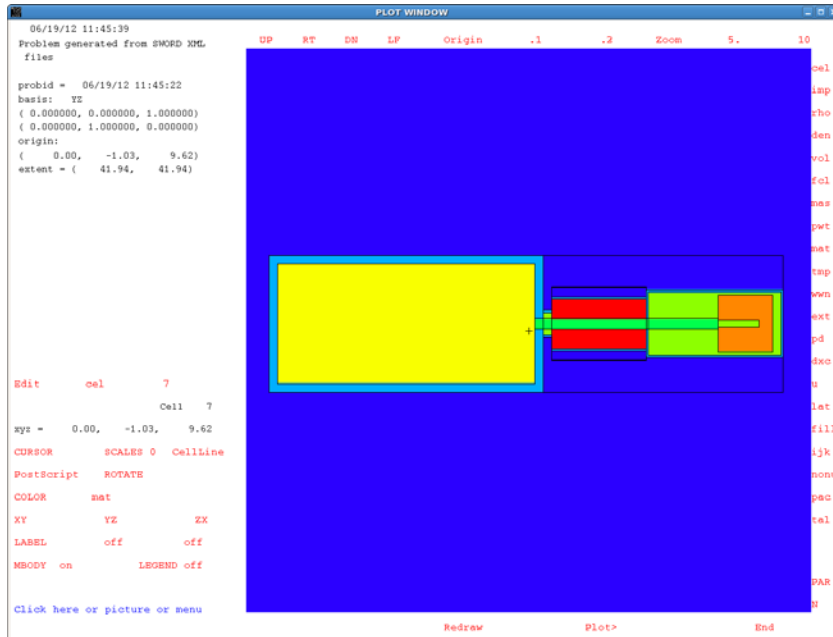 PLOT WINDOW
06/19/12 11:45:39
Problem generated from SWORD XML
files
probid = 06/19/12 11:45:22
basis: YZ
( 0.000000, 0.000000, 1.000000)
( 0.000000, 1.000000, 0.000000)
origin:
( 0.00, -1.03, 9.62)
extent = ( 41.94, 41.94)
UP RT DN LF Origin .1 .2 Zoom 5. 10
cel
imp
rho
den
vol
fcl
mas
pwt
mat
tmp
wwn
ext
pd
dxc
u
lat
fill
ijk
nonu
pac
tal
PAR
N
Edit cel 7
Cell 7
xyz = 0.00, -1.03, 9.62
CURSOR SCALES 0 CellLine
PostScript ROTATE
COLOR mat
XY YZ ZX
LABEL off off
MBODY on LEGEND off
Click here or picture or menu
Redraw Plot> End